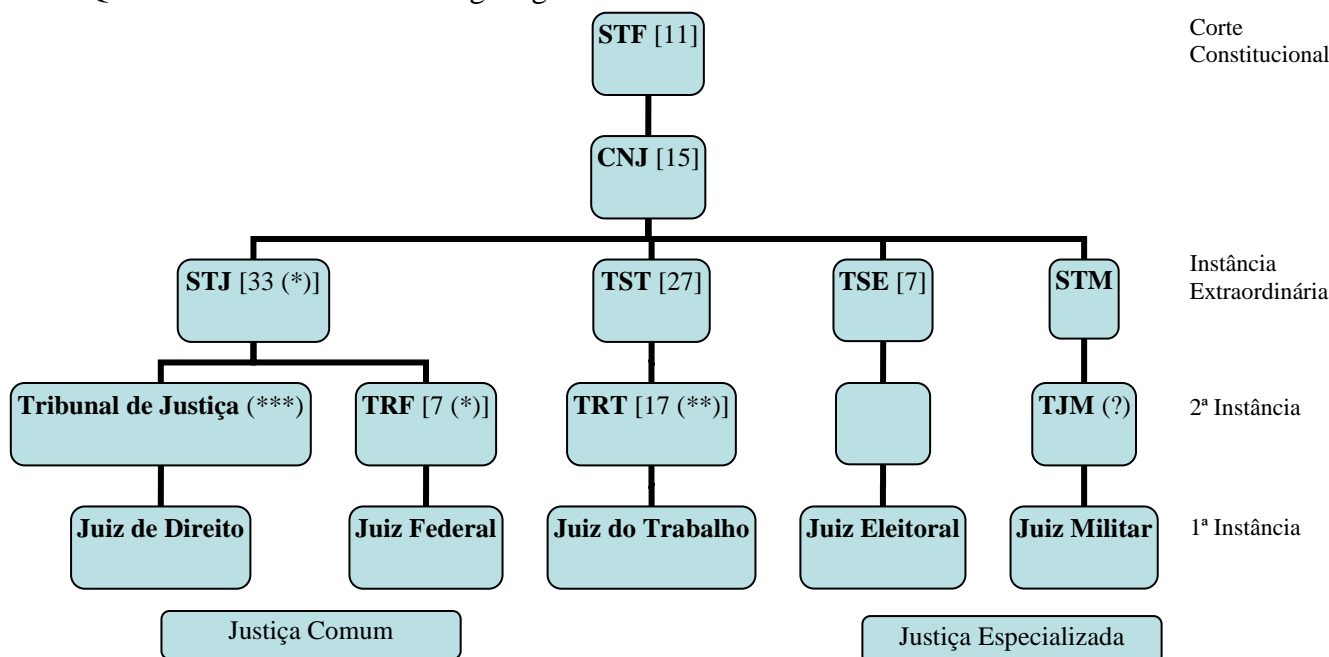 STF [11]
Corte
Constitucional
CNJ [15]
STJ [33 (*)]
TST [27]
TSE [7]
STM
Instância
Extraordinária
Tribunal de Justiça (***)
TRF [7 (*)]
TRT [17 (**)]
TJM (?)
2ª Instância
Juiz de Direito
Juiz Federal
Juiz do Trabalho
Juiz Eleitoral
Juiz Militar
1ª Instância
Justiça Comum
Justiça Especializada